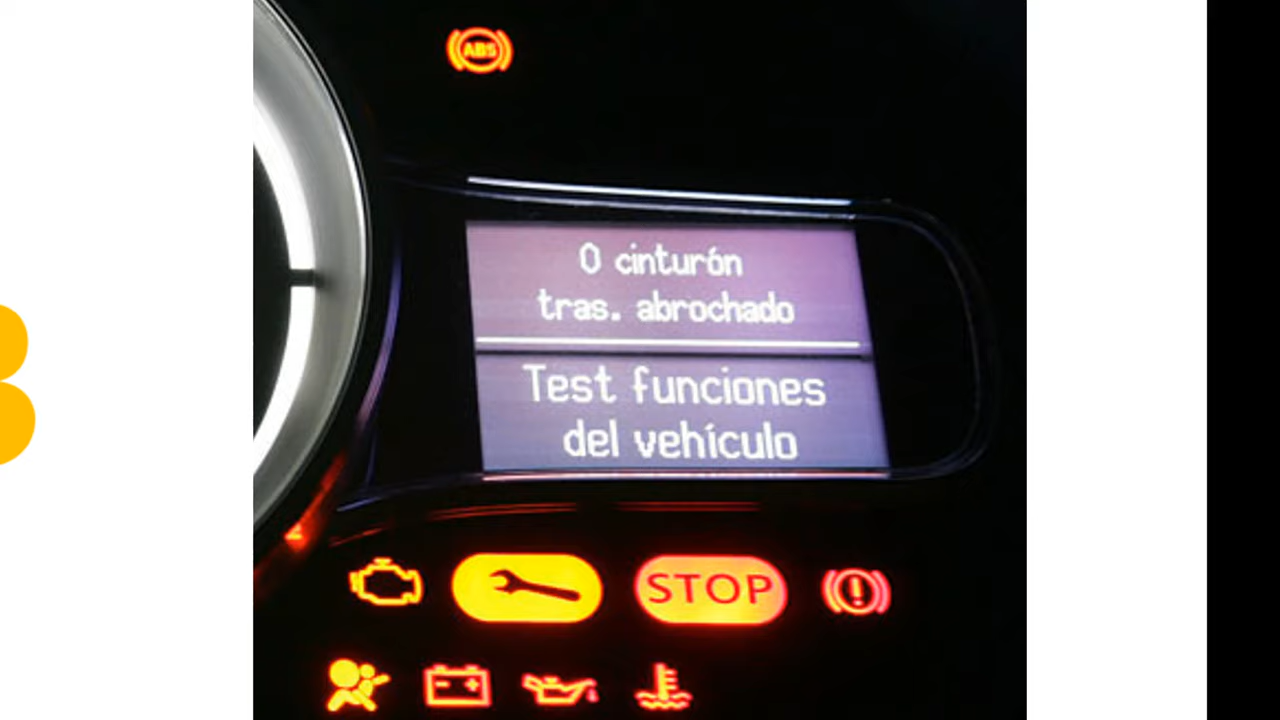 ABS
0 cinturón
tras. abrochado
Test funciones
del vehículo
STOP